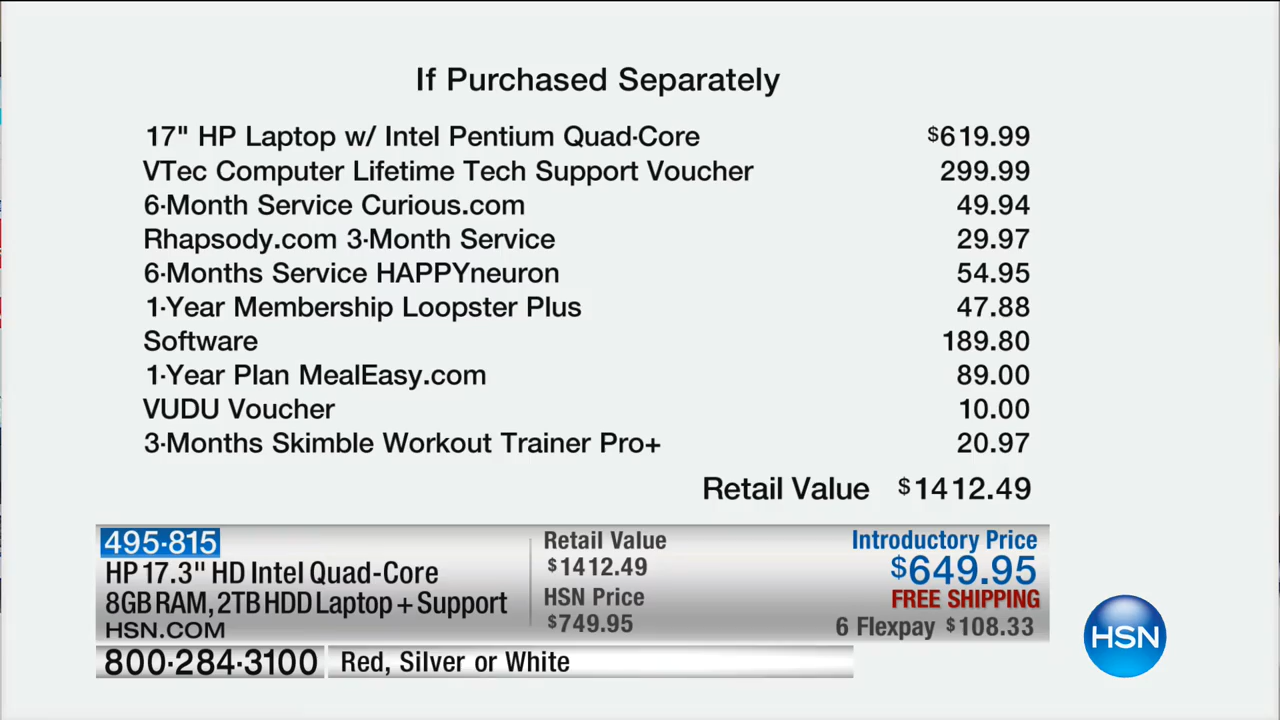 If Purchased Separately
17" HP Laptop w/ Intel Pentium Quad-Core $619.99
VTec Computer Lifetime Tech Support Voucher 299.99
6-Month Service Curious.com 49.94
Rhapsody.com 3-Month Service 29.97
6-Months Service HAPPYneuron 54.95
1-Year Membership Loopster Plus 47.88
Software 189.80
1-Year Plan MealEasy.com 89.00
VUDU Voucher 10.00
3-Months Skimble Workout Trainer Pro+ 20.97
Retail Value $1412.49
495-815
HP 17.3" HD Intel Quad-Core
8GB RAM, 2TB HDD Laptop + Support
HSN.COM
Retail Value
$1412.49
HSN Price
$749.95
Introductory Price
$649.95
FREE SHIPPING
6 Flexpay $108.33
800-284-3100 Red, Silver or White
HSN